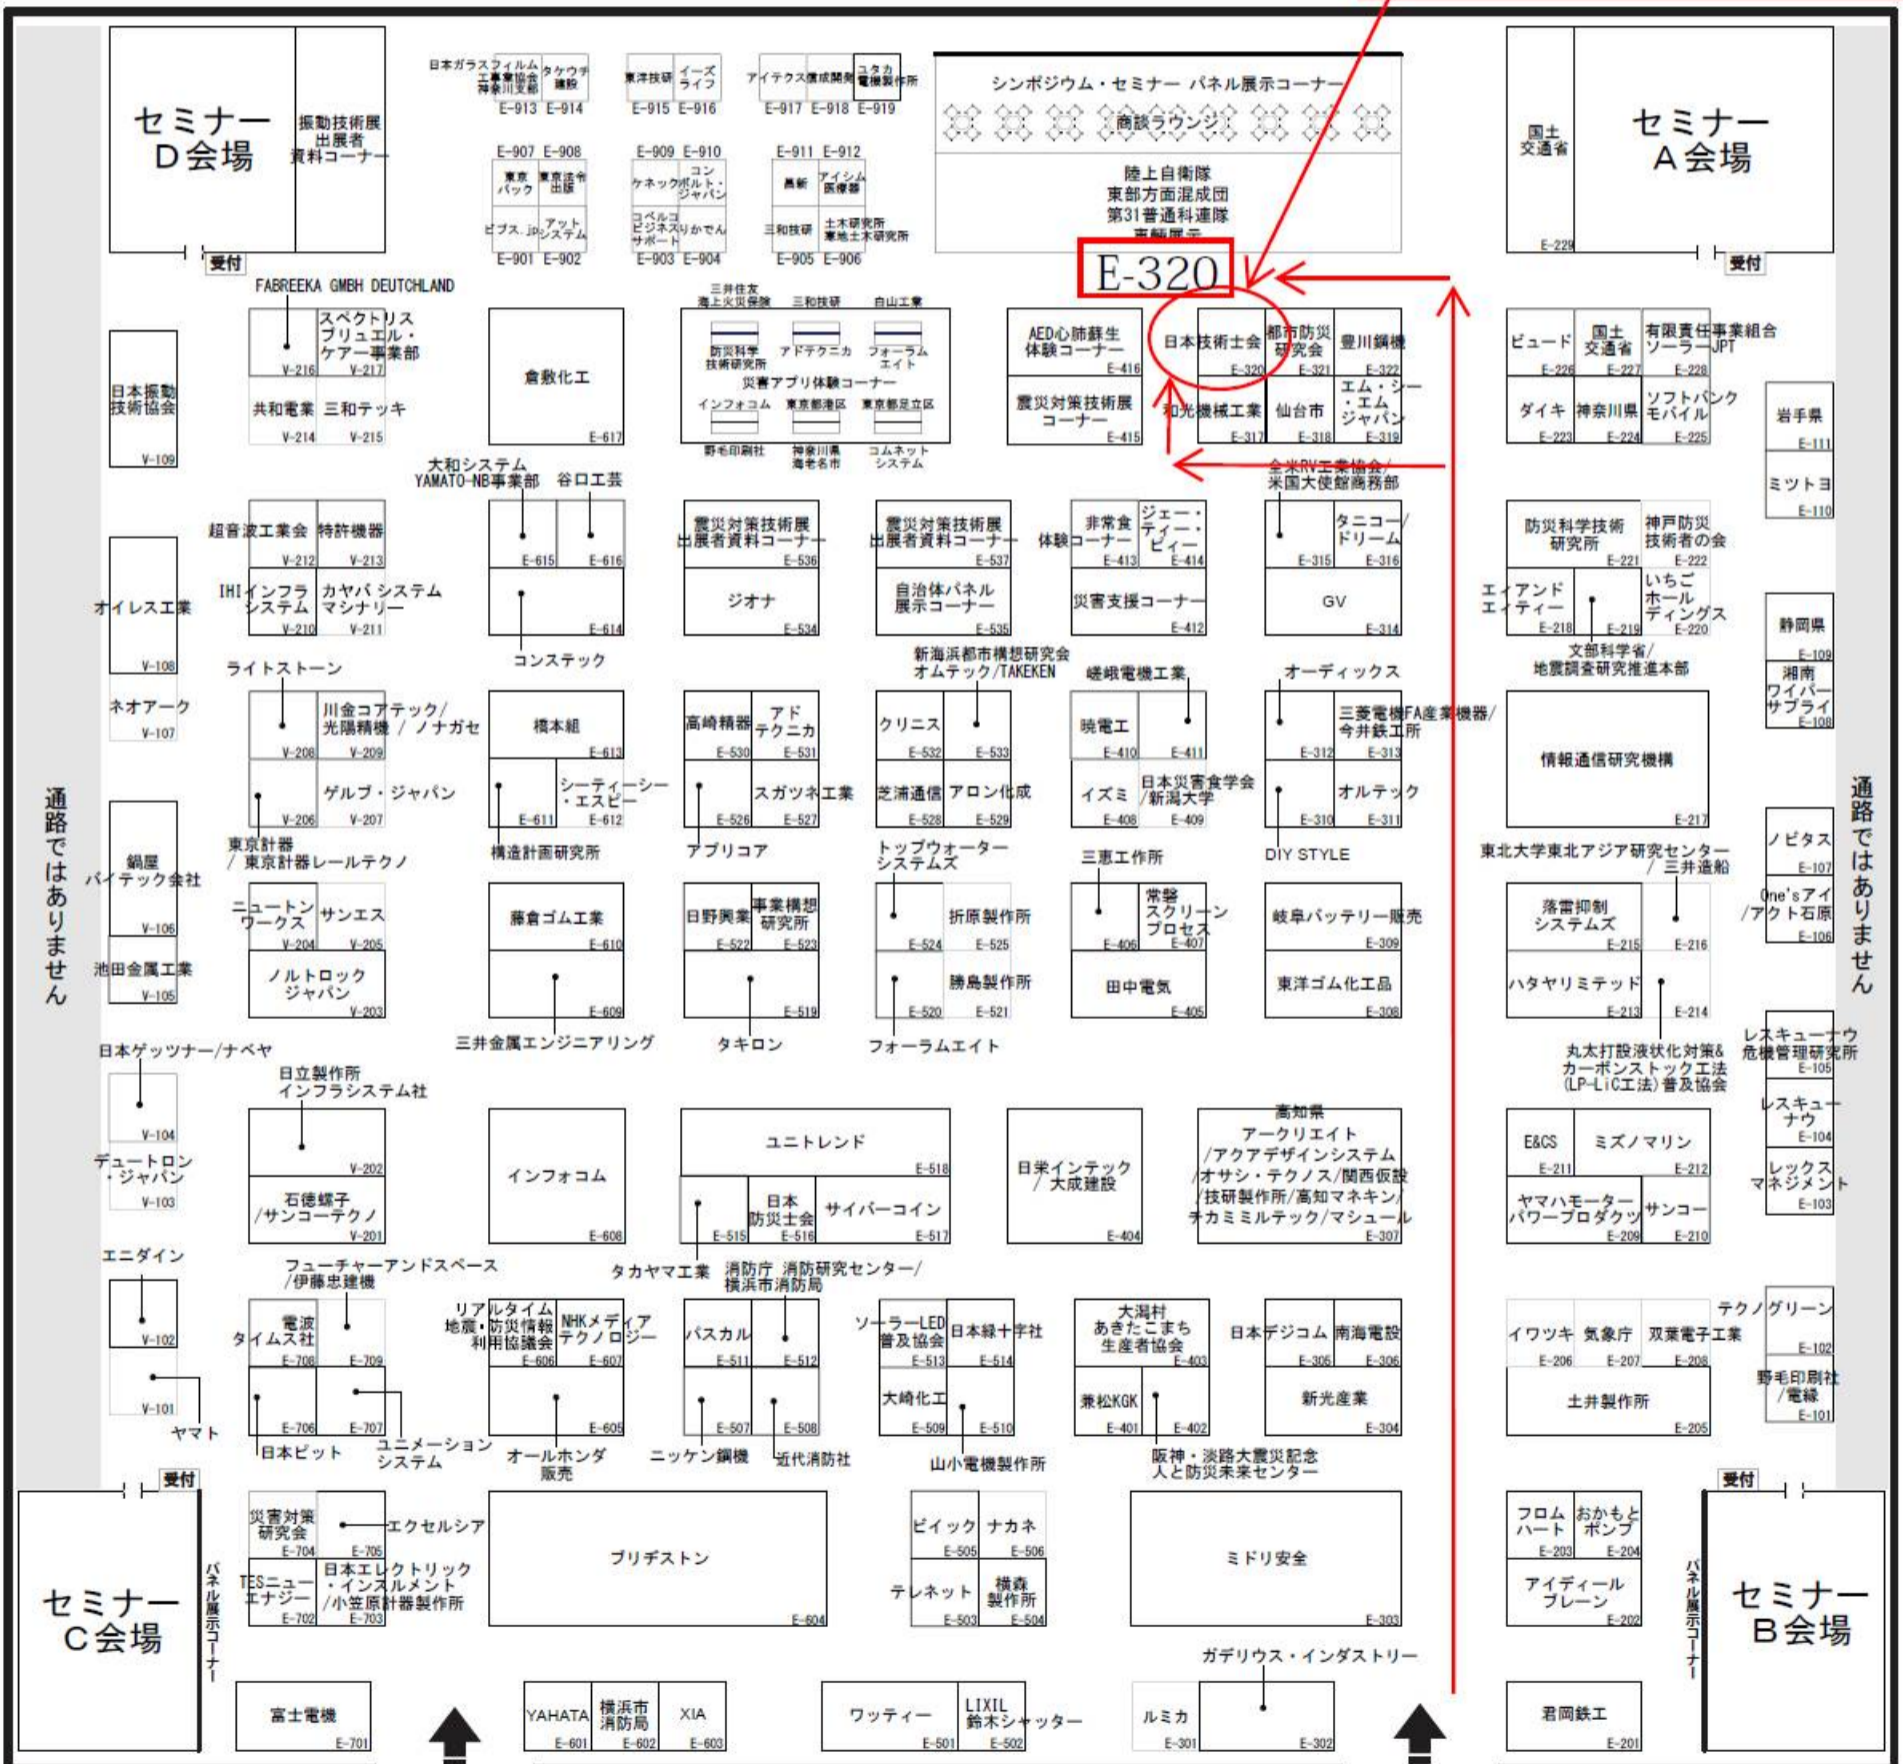 セミナー
D会場
振動技術展
出展者
資料コーナー
受付
日本ガラスフィルム
工事業協会
神奈川支部
E-913
タケウチ
建設
E-914
東洋技研
E-915
イーズ
ライフ
E-916
アイテクス
E-917
信成開発
E-918
ユタカ
電機製作所
E-919
E-907 E-908
東京
パック
東京法令
出版
ビブス.jp
アット
システム
E-901 E-902
E-909 E-910
ケネック
コン
ボルト・
ジャパン
コベルコ
ビジネス
サポート
りかでん
E-903 E-904
E-911 E-912
昌新
アイシム
医療器
三和技研
土木研究所
寒地土木研究所
E-905 E-906
シンポジウム・セミナー パネル展示コーナー
商談ラウンジ
陸上自衛隊
東部方面混成団
第31普通科連隊
車輌展示
国土
交通省
E-229
セミナー
A会場
受付
E-320
FABREEKA GMBH DEUTCHLAND
V-216
スペクトリス
ブリュエル・
ケアー事業部
V-217
共和電業
V-214
三和テッキ
V-215
倉敷化工
E-617
三井住友
海上火災保険
三和技研
白山工業
防災科学
技術研究所
アドテクニカ
フォーラム
エイト
災害アプリ体験コーナー
インフォコム
東京都港区
東京都足立区
野毛印刷社
神奈川県
海老名市
コムネット
システム
AED心肺蘇生
体験コーナー
E-416
震災対策技術展
コーナー
E-415
日本技術士会
E-320
都市防災
研究会
E-321
豊川鋼機
E-322
和光機械工業
E-317
仙台市
E-318
エム・シー
・エム
ジャパン
E-319
ビュード
E-226
国土
交通省
E-227
有限責任事業組合
ソーラーJPT
E-228
ダイキ
E-223
神奈川県
E-224
ソフトバンク
モバイル
E-225
日本振動
技術協会
V-109
岩手県
E-111
ミツトヨ
E-110
超音波工業会
V-212
特許機器
V-213
IHIインフラ
システム
V-210
カヤバ システム
マシナリー
V-211
大和システム
YAMATO-NB事業部
E-615
谷口工芸
E-616
E-614
コンステック
震災対策技術展
出展者資料コーナー
E-536
ジオナ
E-534
震災対策技術展
出展者資料コーナー
E-537
自治体パネル
展示コーナー
E-535
非常食
体験コーナー
E-413
ジェー・
ティー・
ピィー
E-414
災害支援コーナー
E-412
全米RV工業協会/
米国大使館商務部
E-315
タニコー/
ドリーム
E-316
GV
E-314
防災科学技術
研究所
E-221
神戸防災
技術者の会
E-222
エィアンド
エィティー
E-218
E-219
いちご
ホール
ディングス
E-220
文部科学省/
地震調査研究推進本部
オイレス工業
V-108
ネオアーク
V-107
静岡県
E-109
湘南
ワイパー
サプライ
E-108
ライトストーン
V-208
川金コアテック/
光陽精機 / ノナガセ
V-209
V-206
ゲルブ・ジャパン
V-207
東京計器
/ 東京計器レールテクノ
橋本組
E-613
E-611
シーティーシー
・エスピー
E-612
構造計画研究所
高崎精器
E-530
アド
テクニカ
E-531
E-526
スガツネ工業
E-527
アプリコア
新海浜都市構想研究会
オムテック/TAKEKEN
クリニス
E-532
E-533
芝浦通信
E-528
アロン化成
E-529
嵯峨電機工業
暁電工
E-410
E-411
イズミ
E-408
日本災害食学会
/新潟大学
E-409
オーディックス
E-312
三菱電機FA産業機器/
今井鉄工所
E-313
E-310
オルテック
E-311
DIY STYLE
情報通信研究機構
E-217
通路ではありません
通路ではありません
鍋屋
バイテック会社
V-106
池田金属工業
V-105
ノビタス
E-107
One'sアイ
/アクト石原
E-106
ニュートン
ワークス
V-204
サンエス
V-205
ノルトロック
ジャパン
V-203
藤倉ゴム工業
E-610
E-609
三井金属エンジニアリング
日野興業
E-522
事業構想
研究所
E-523
E-519
タキロン
トップウォーター
システムズ
E-524
折原製作所
E-525
E-520
勝島製作所
E-521
フォーラムエイト
三恵工作所
E-406
常磐
スクリーン
プロセス
E-407
田中電気
E-405
岐阜バッテリー販売
E-309
東洋ゴム化工品
E-308
東北大学東北アジア研究センター
/ 三井造船
落雷抑制
システムズ
E-215
E-216
ハタヤリミテッド
E-213
E-214
丸太打設液状化対策&
カーボンストック工法
(LP-LiC工法)普及協会
レスキューナウ
危機管理研究所
E-105
レスキュー
ナウ
E-104
レックス
マネジメント
E-103
日本ゲッツナー/ナベヤ
V-104
デュートロン
・ジャパン
V-103
日立製作所
インフラシステム社
V-202
石徳螺子
/サンコーテクノ
V-201
インフォコム
E-608
ユニトレンド
E-518
E-515
日本
防災士会
E-516
サイバーコイン
E-517
タカヤマ工業
日栄インテック
/ 大成建設
E-404
高知県
アークリエイト
/アクアデザインシステム
/オサシ・テクノス/関西仮設
/技研製作所/高知マネキン/
チカミミルテック/マシュール
E-307
E&CS
E-211
ミズノマリン
E-212
ヤマハモーター
パワープロダクツ
E-209
サンコー
E-210
エニダイン
V-102
V-101
ヤマト
フューチャーアンドスペース
/伊藤忠建機
電波
タイムス社
E-708
E-709
E-706
E-707
日本ピット
ユニメーション
システム
リアルタイム
地震・防災情報
利用協議会
E-606
NHKメディア
テクノロジー
E-607
E-605
オールホンダ
販売
消防庁 消防研究センター/
横浜市消防局
パスカル
E-511
E-512
E-507
E-508
ニッケン鋼機
近代消防社
ソーラーLED
普及協会
E-513
日本緑十字社
E-514
大崎化工
E-509
E-510
山小電機製作所
大潟村
あきたこまち
生産者協会
E-403
兼松KGK
E-401
E-402
阪神・淡路大震災記念
人と防災未来センター
日本デジコム
E-305
南海電設
E-306
新光産業
E-304
イワツキ
E-206
気象庁
E-207
双葉電子工業
E-208
土井製作所
E-205
テクノグリーン
E-102
野毛印刷社
/電縁
E-101
受付
セミナー
C会場
パネル展示コーナー
災害対策
研究会
E-704
E-705
エクセルシア
TESニュー
エナジー
E-702
日本エレクトリック
・インスルメント
/小笠原計器製作所
E-703
ブリヂストン
E-604
ビイック
E-505
ナカネ
E-506
テレネット
E-503
横森
製作所
E-504
ミドリ安全
E-303
フロム
ハート
E-203
おかもと
ポンプ
E-204
アイディール
ブレーン
E-202
受付
パネル展示コーナー
セミナー
B会場
富士電機
E-701
YAHATA
E-601
横浜市
消防局
E-602
XIA
E-603
ワッティー
E-501
LIXIL
鈴木シャッター
E-502
ルミカ
E-301
ガデリウス・インダストリー
E-302
君岡鉄工
E-201